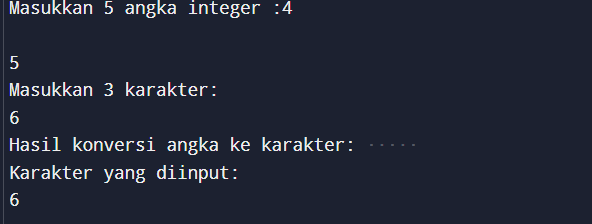 Masukkan 5 angka integer :4
5
Masukkan 3 karakter:
6
Hasil konversi angka ke karakter: ·····
Karakter yang diinput:
6